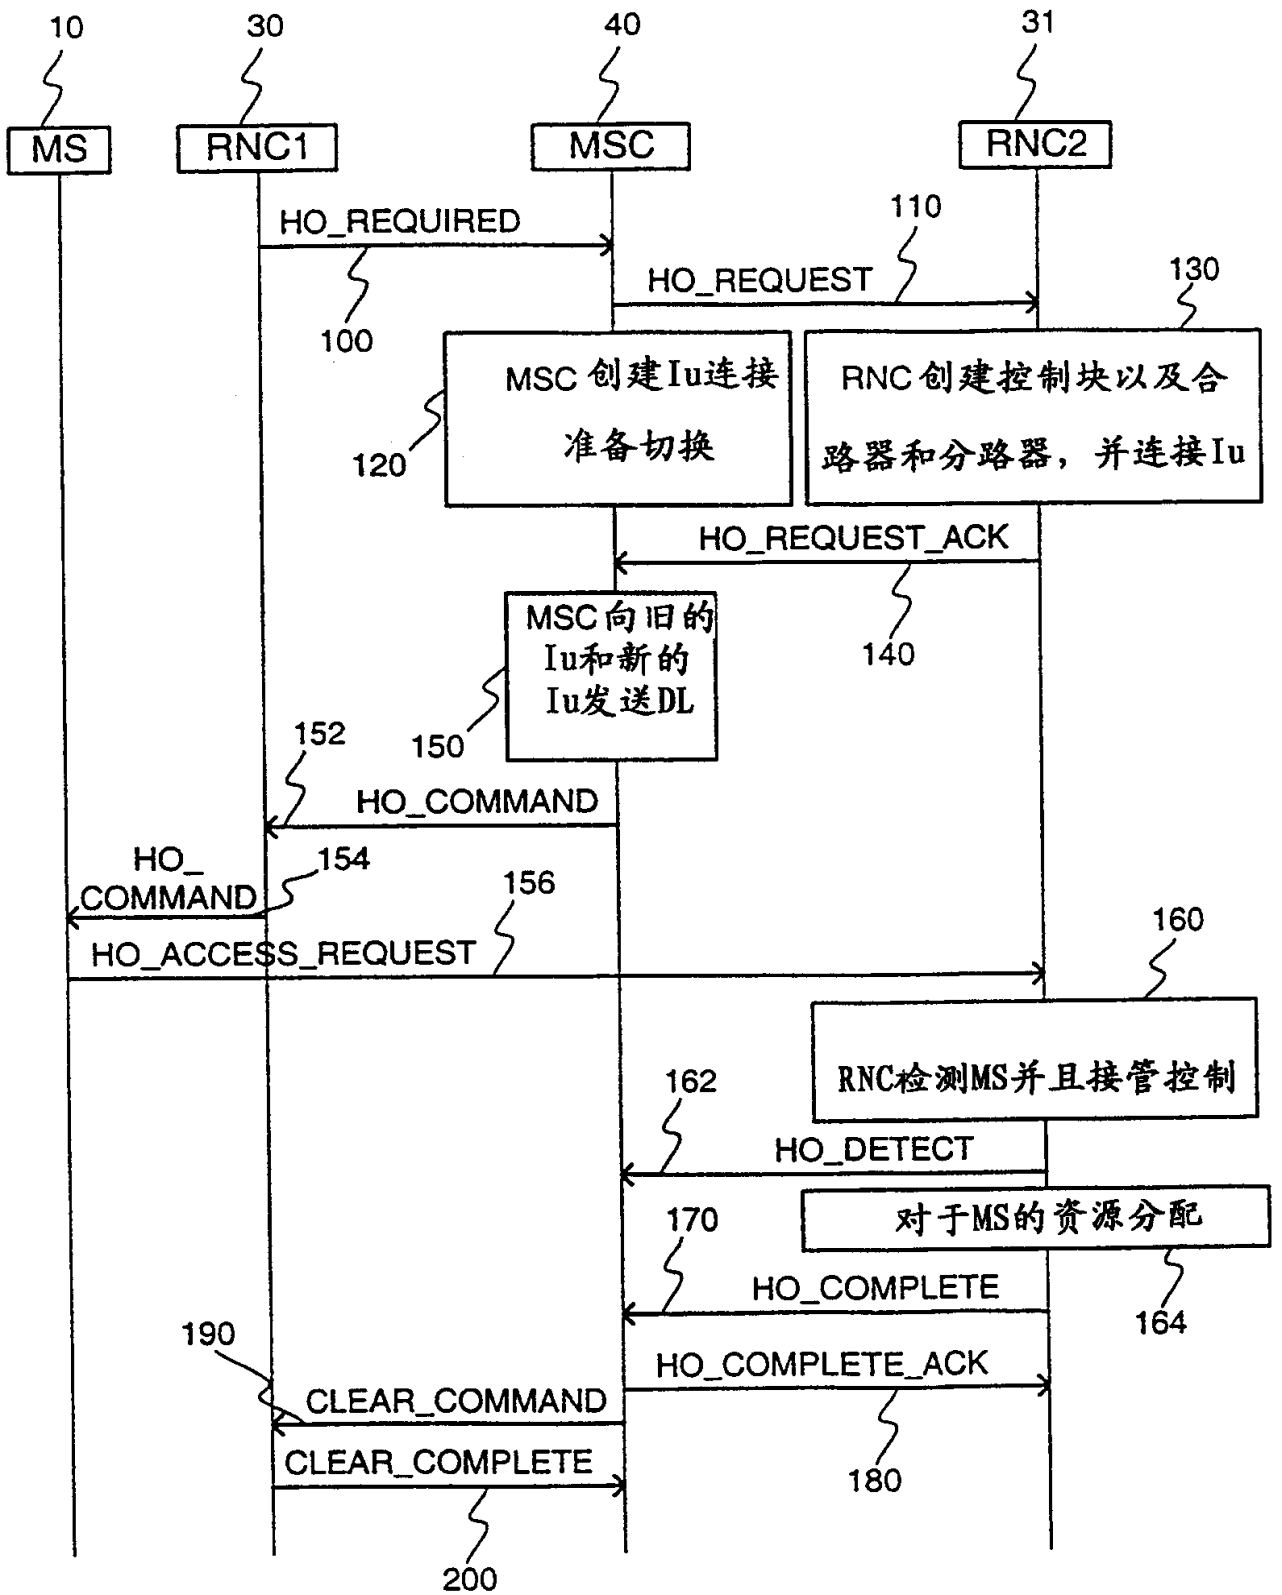 10
30
40
31
MS
RNC1
MSC
RNC2
HO_REQUIRED
100
110
HO_REQUEST
130
MSC 创建Iu连接
准备切换
120
RNC 创建控制块以及合
路器和分路器，并连接Iu
HO_REQUEST_ACK
140
MSC 向旧的
Iu和新的
Iu发送DL
150
152
HO_COMMAND
HO_
COMMAND
154
156
HO_ACCESS_REQUEST
160
RNC检测MS并且接管控制
162
HO_DETECT
对于MS的资源分配
164
170
HO_COMPLETE
190
HO_COMPLETE_ACK
180
CLEAR_COMMAND
CLEAR_COMPLETE
200